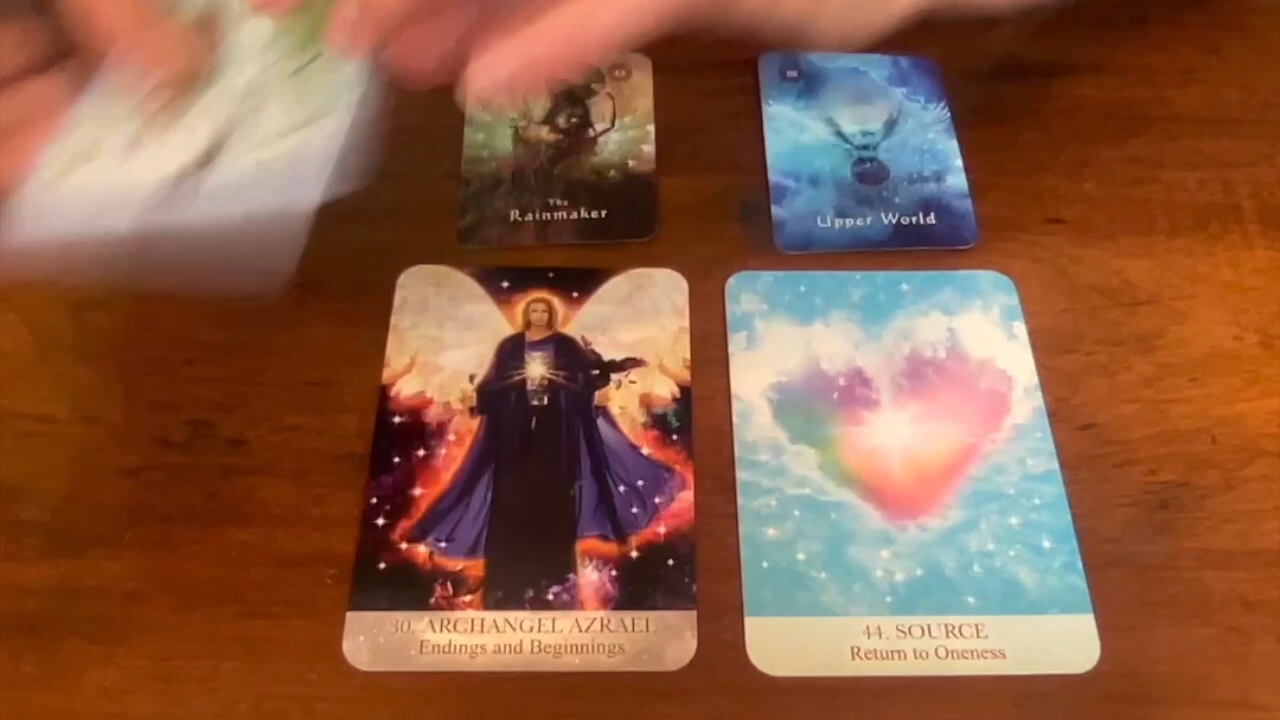 The
Rainmaker
Upper World
30. ARCHANGEL AZRAEL
Endings and Beginnings
44. SOURCE
Return to Oneness